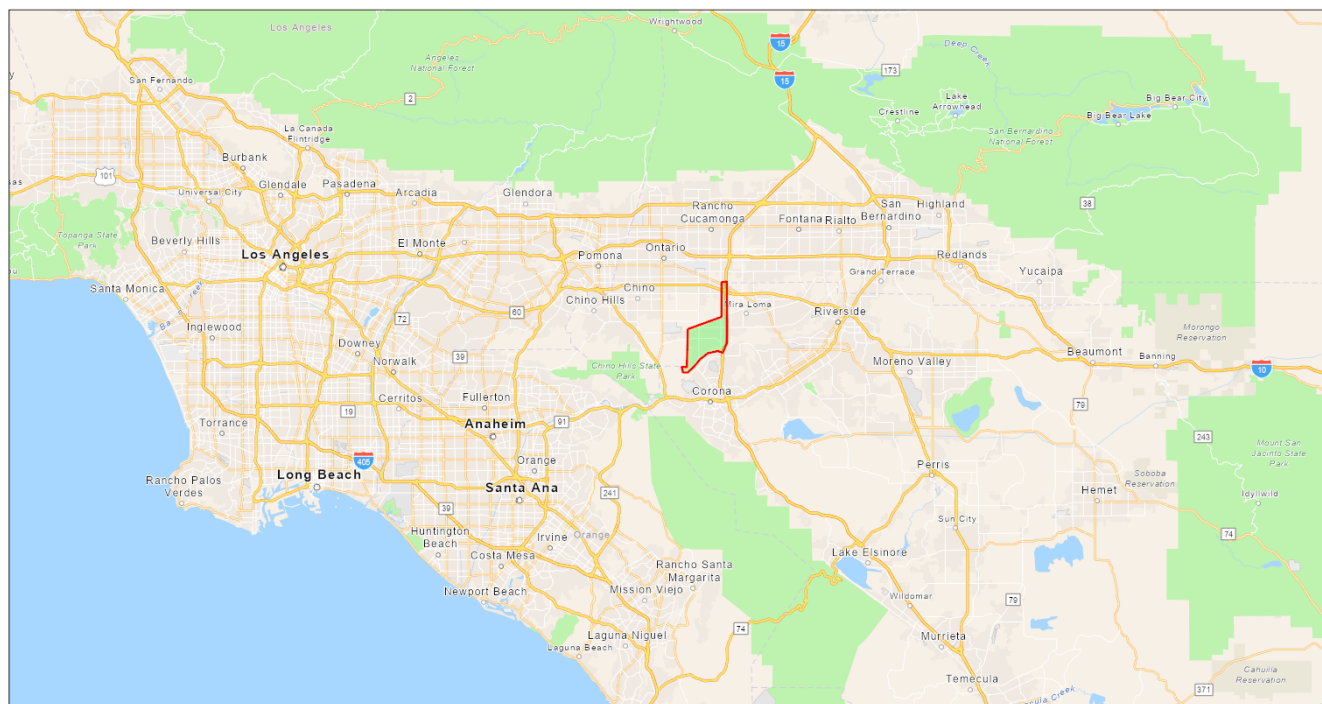 Wrightwood
Los Angeles
15
Angeles
National Forest
Deep Creek
173
15
San Fernando
2
Lake
Arrowhead
Crestline
Big Bear City
Big Bear Lake
San Bernardino
National Forest
La Canada
Flintridge
Burbank
101
Universal City
Glendale
Pasadena
Arcadia
Glendora
Rancho
Cucamonga
Fontana
Rialto
San
Bernardino
Highland
38
Topanga State
Park
Beverly Hills
El Monte
Los Angeles
Pomona
Ontario
Redlands
Grand Terrace
Yucaipa
Santa Monica
Chino
Chino Hills
Mira Loma
Riverside
60
72
Inglewood
Downey
Norwalk
39
Chino Hills State
Park
Moreno Valley
Morongo
Reservation
Beaumont
Banning
10
Corona
Cerritos
Fullerton
19
Torrance
Anaheim
91
79
405
Orange
243
Mount San
Jacinto State
Park
Long Beach
Rancho Palos
Verdes
Santa Ana
241
Perris
Soboba
Reservation
Hemet
Idyllwild
39
Huntington
Beach
Irvine
Orange
Costa Mesa
Sun City
74
Lake Elsinore
Rancho Santa
Margarita
Mission Viejo
Newport Beach
Wildomar
79
74
Laguna Niguel
Laguna Beach
Murrieta
Temecula
Cahuilla
Reservation
371